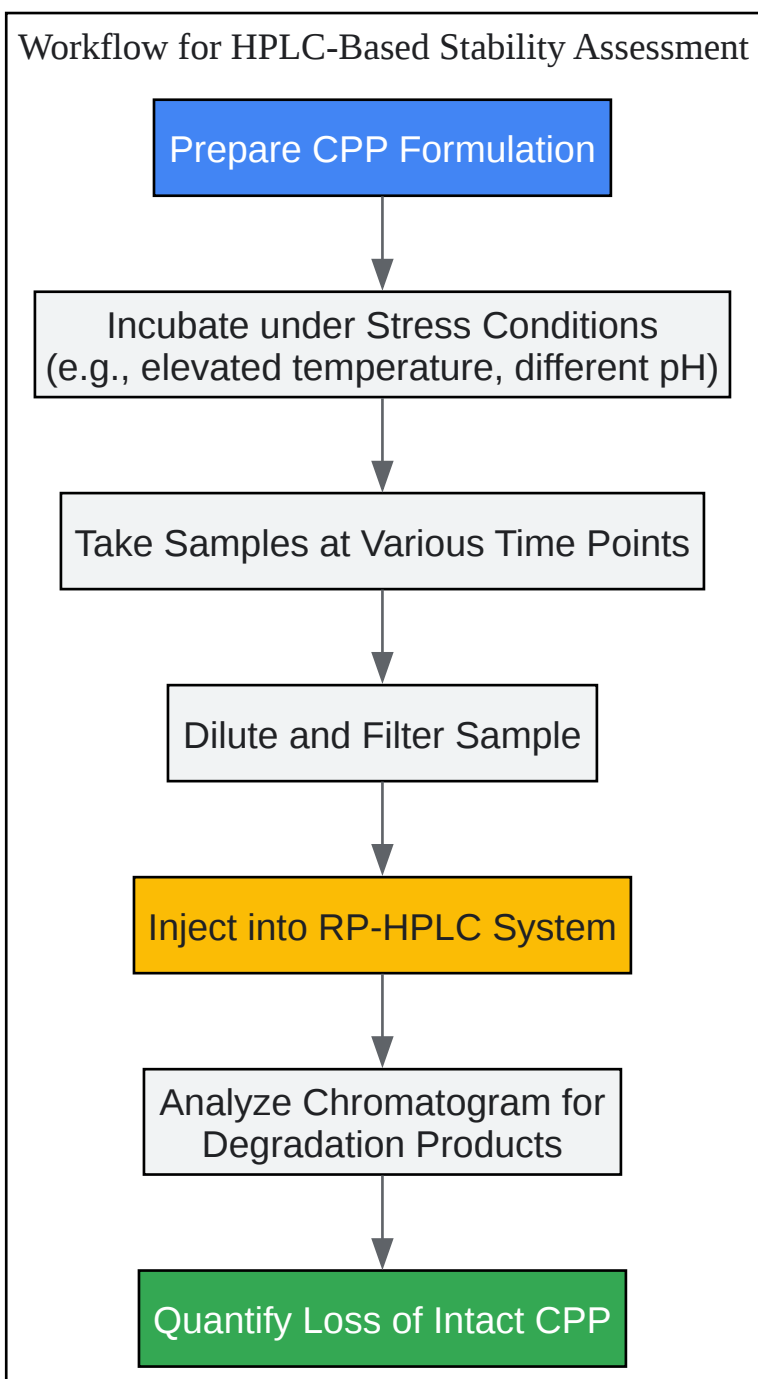 Workflow for HPLC-Based Stability Assessment
Prepare CPP Formulation
Incubate under Stress Conditions
(e.g., elevated temperature, different pH)
Take Samples at Various Time Points
Dilute and Filter Sample
Inject into RP-HPLC System
Analyze Chromatogram for
Degradation Products
Quantify Loss of Intact CPP